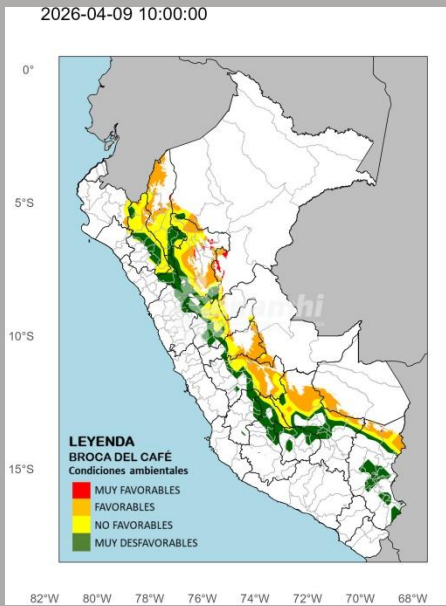 2026-04-09 10:00:00
0°
5°S
10°S
15°S
LEYENDA
BROCA DEL CAFÉ
Condiciones ambientales
MUY FAVORABLES
FAVORABLES
NO FAVORABLES
MUY DESFAVORABLES
82°W 80°W 78°W 76°W 74°W 72°W 70°W 68°W